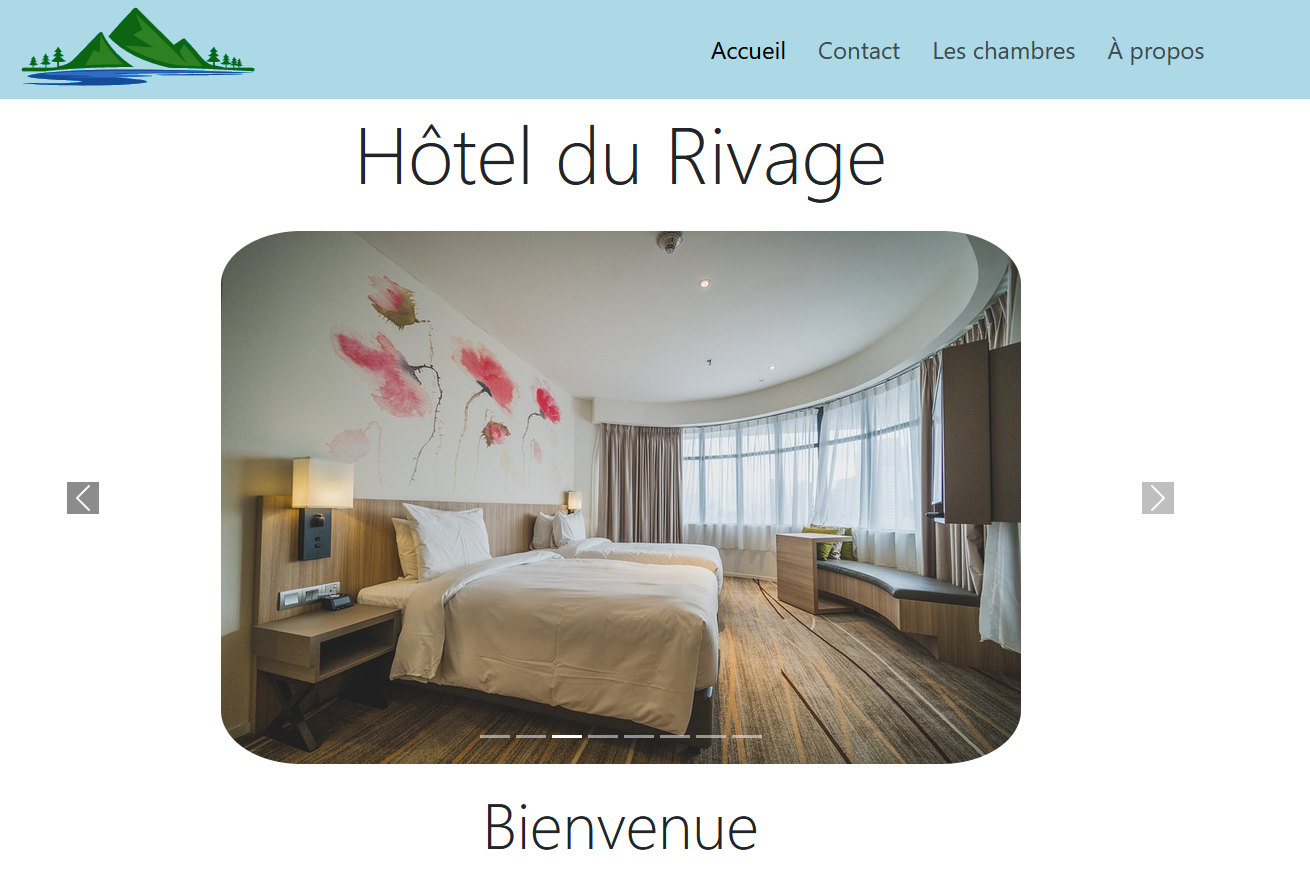 Accueil Contact Les chambres À propos
Hôtel du Rivage
Bienvenue